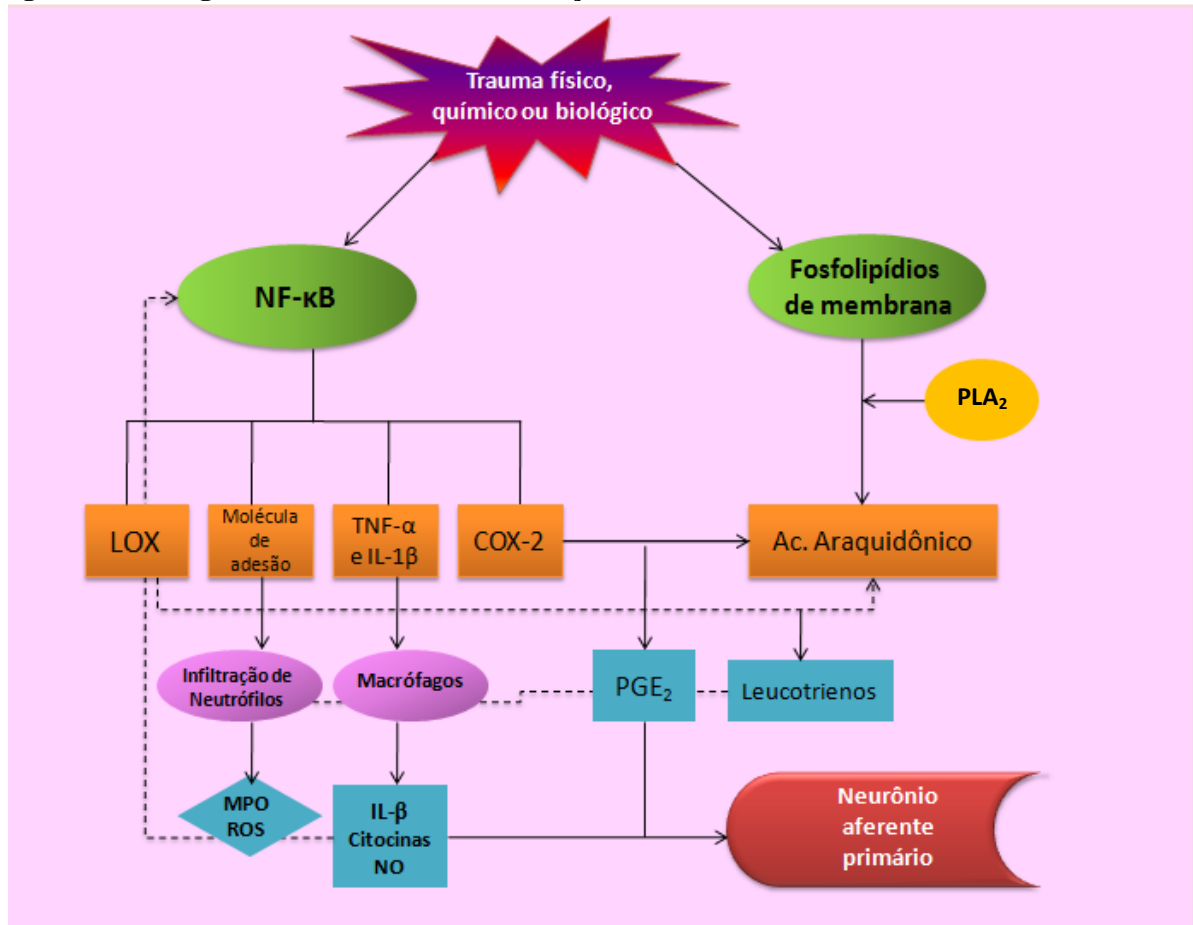 Trauma físico,
químico ou biológico
NF-κB
Fosfolipídios
de membrana
PLA₂
LOX
Molécula
de
adesão
TNF-α
e IL-1β
COX-2
Ac. Araquidônico
Infiltração de
Neutrófilos
Macrófagos
PGE₂
Leucotrienos
MPO
ROS
IL-β
Citocinas
NO
Neurônio
aferente
primário